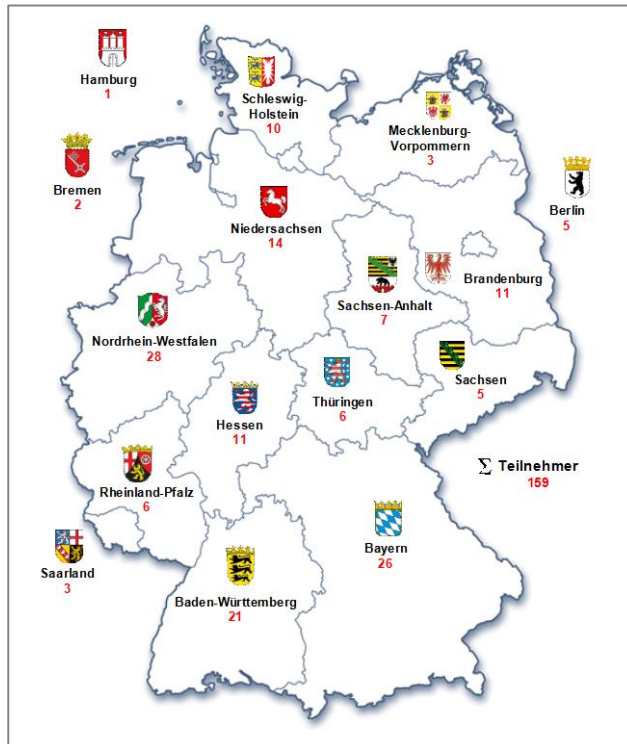 Hamburg
1
Schleswig-
Holstein
10
Mecklenburg-
Vorpommern
3
Bremen
2
Berlin
5
Niedersachsen
14
Brandenburg
11
Sachsen-Anhalt
7
Nordrhein-Westfalen
28
Sachsen
5
Thüringen
6
Hessen
11
∑ Teilnehmer
159
Rheinland-Pfalz
6
Bayern
26
Saarland
3
Baden-Württemberg
21